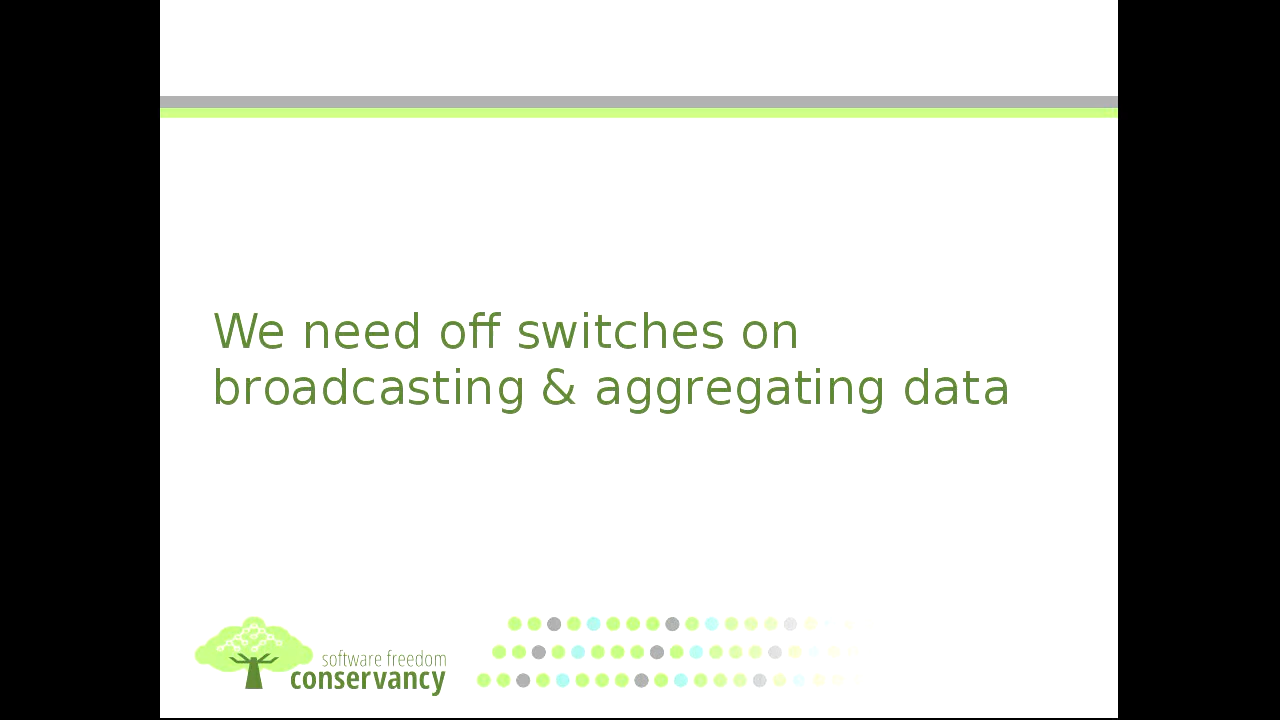 We need off switches on
broadcasting & aggregating data
software freedom
conservancy